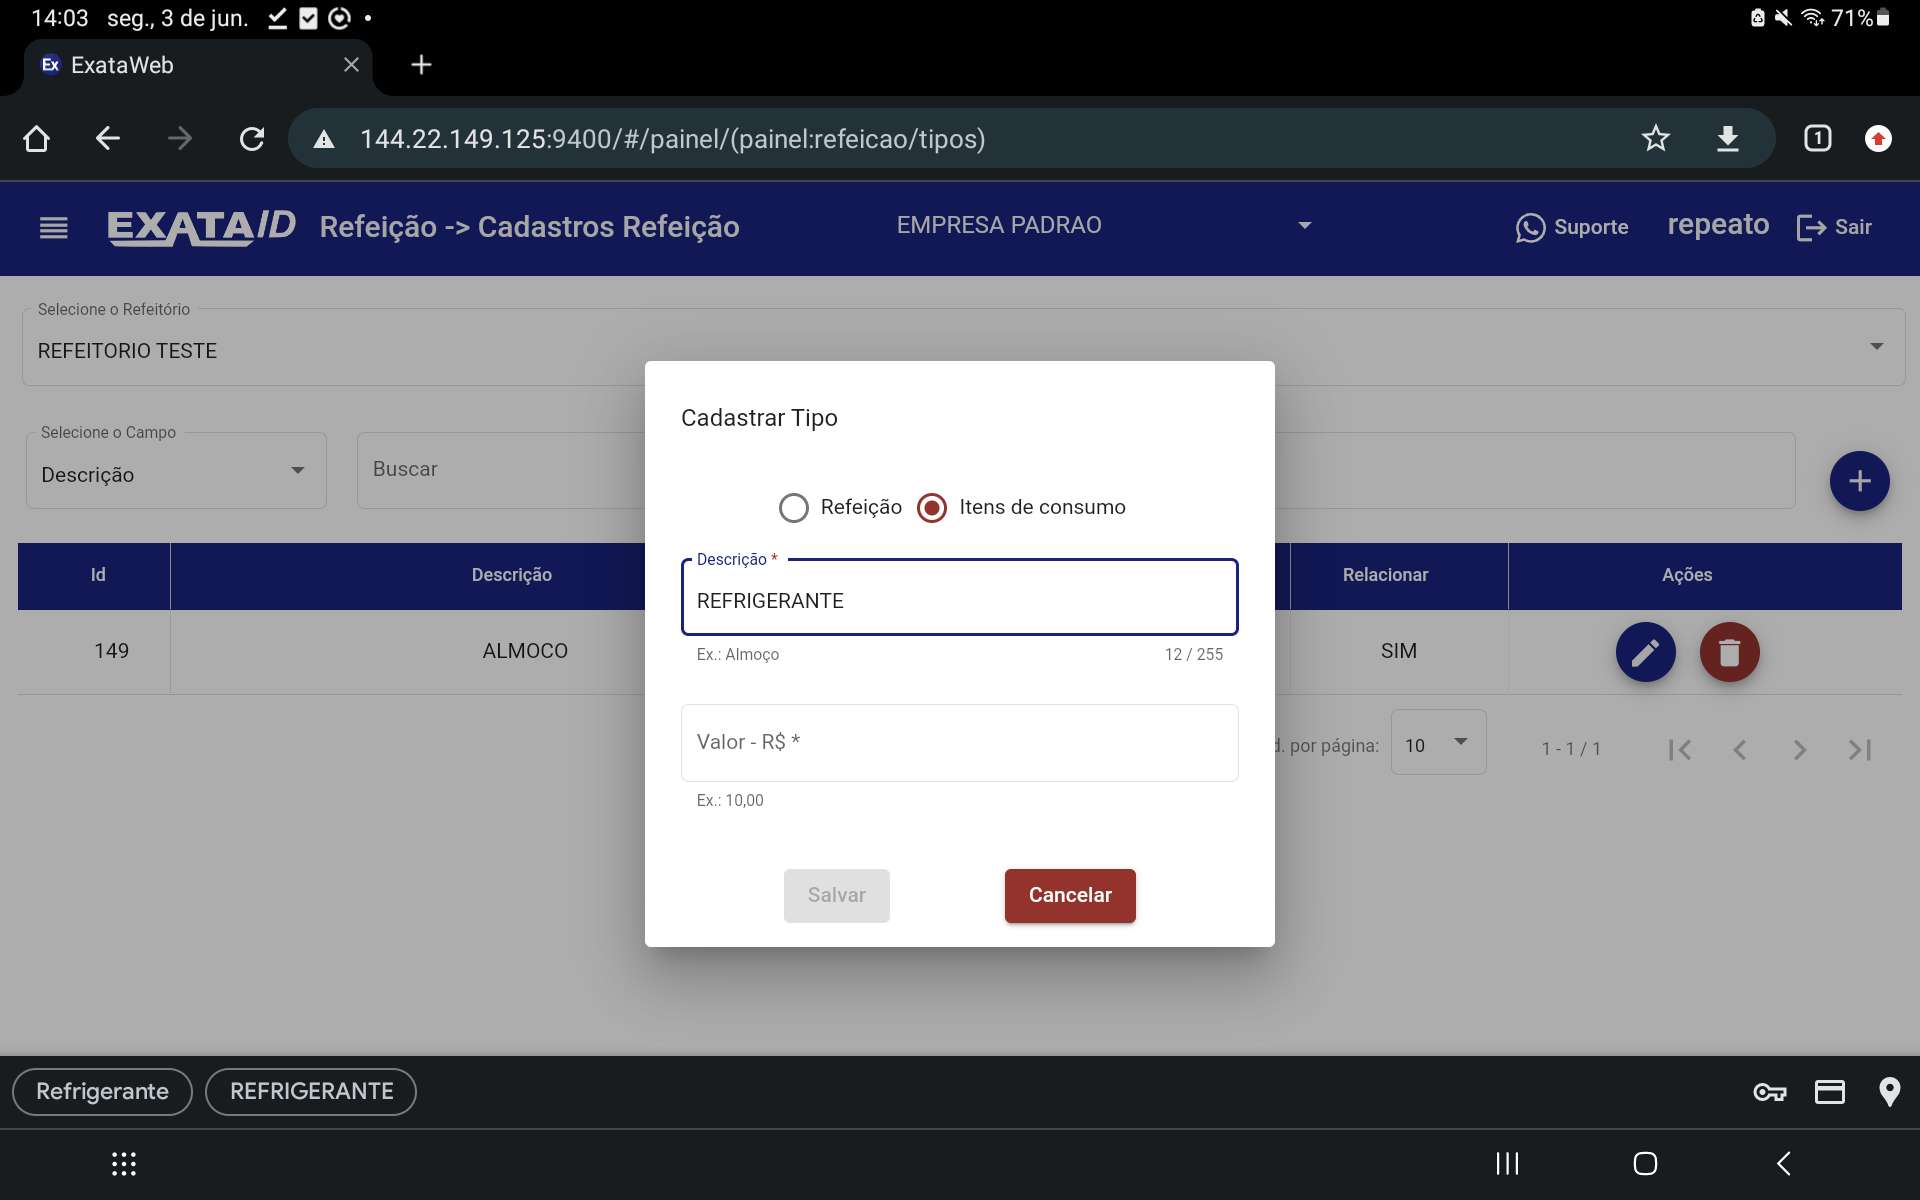 14:03 seg., 3 de jun. 71%
Ex ExataWeb
144.22.149.125:9400/#/painel/(painel:refeicao/tipos) 1
EXATAID Refeição -> Cadastros Refeição EMPRESA PADRAO Suporte repeato Sair
Selecione o Refeitório
REFEITORIO TESTE
Selecione o Campo
Descrição
Buscar
Id Descrição Relacionar Ações
149 ALMOCO SIM
d. por página: 10 1 - 1 / 1
Cadastrar Tipo
Refeição Itens de consumo
Descrição *
REFRIGERANTE
Ex.: Almoço 12 / 255
Valor - R$ *
Ex.: 10,00
Salvar Cancelar
Refrigerante REFRIGERANTE